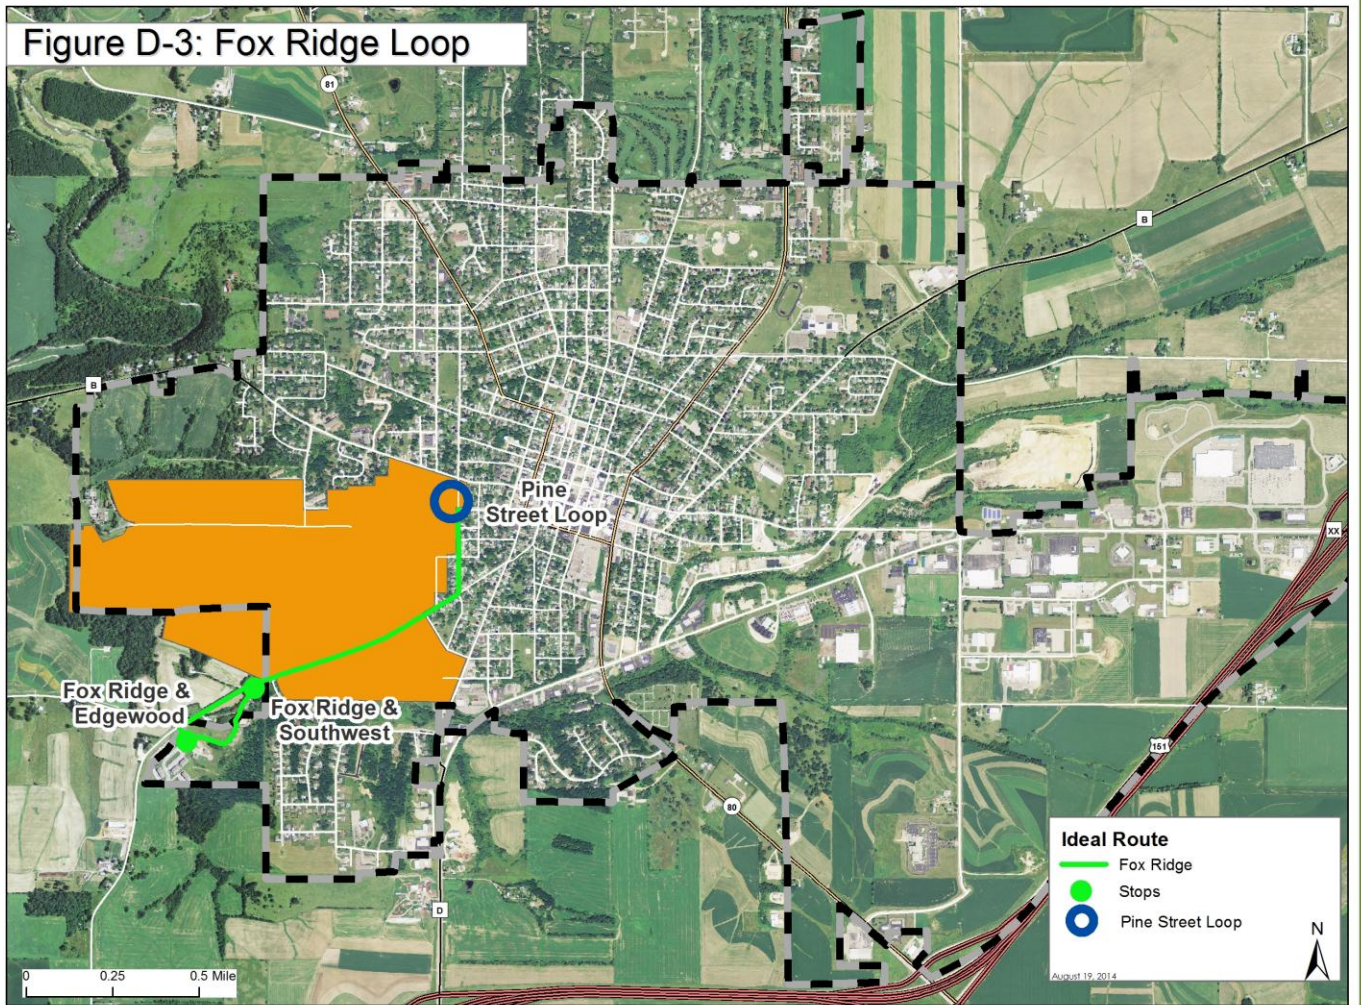 Figure D-3: Fox Ridge Loop
81
B
B
Pine
Street Loop
XX
Fox Ridge &
Edgewood
Fox Ridge &
Southwest
151
80
D
Ideal Route
Fox Ridge
Stops
Pine Street Loop
N
August 19, 2014
0 0.25 0.5 Mile